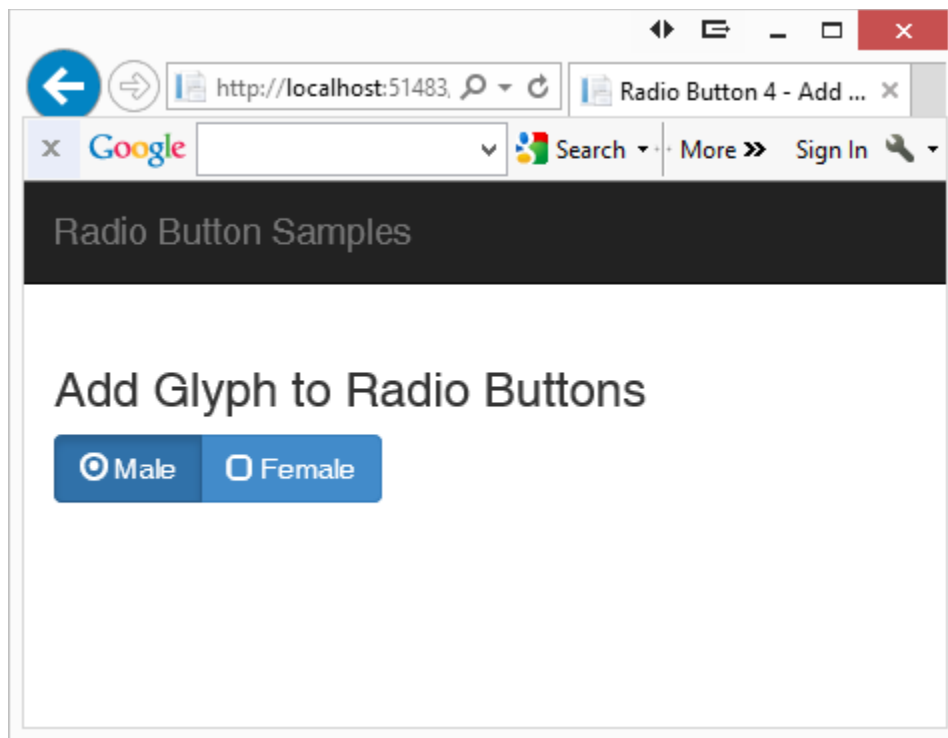 http://localhost:51483, Radio Button 4 - Add ...
Google Search More Sign In
Radio Button Samples
Add Glyph to Radio Buttons
Male Female